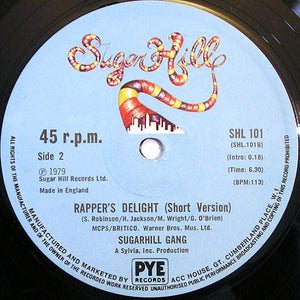 Sugar Hill
45 r.p.m.
SHL 101
(SHL.1018)
Side 2
(Intro: 0.18)
℗ 1979
Sugar Hill Records Ltd.
Made in England
(Time: 6.30)
(BPM:113)
RAPPER'S DELIGHT (Short Version)
(S. Robinson/H. Jackson/M. Wright/G. O'Brien)
MCPS/BRITICO. Warner Bros. Mus. Ltd.
SUGARHILL GANG
A Sylvia, Inc. Production
PYE
RECORDS
ALL RIGHTS OF THE MANUFACTURER AND OF THE OWNER OF THE RECORDED WORK RESERVED
MANUFACTURED AND MARKETED BY
ACC HOUSE, GT. CUMBERLAND PLACE, W.1.
UNAUTHORISED PUBLIC PERFORMANCE BROADCASTING AND COPYING OF THIS RECORD PROHIBITED